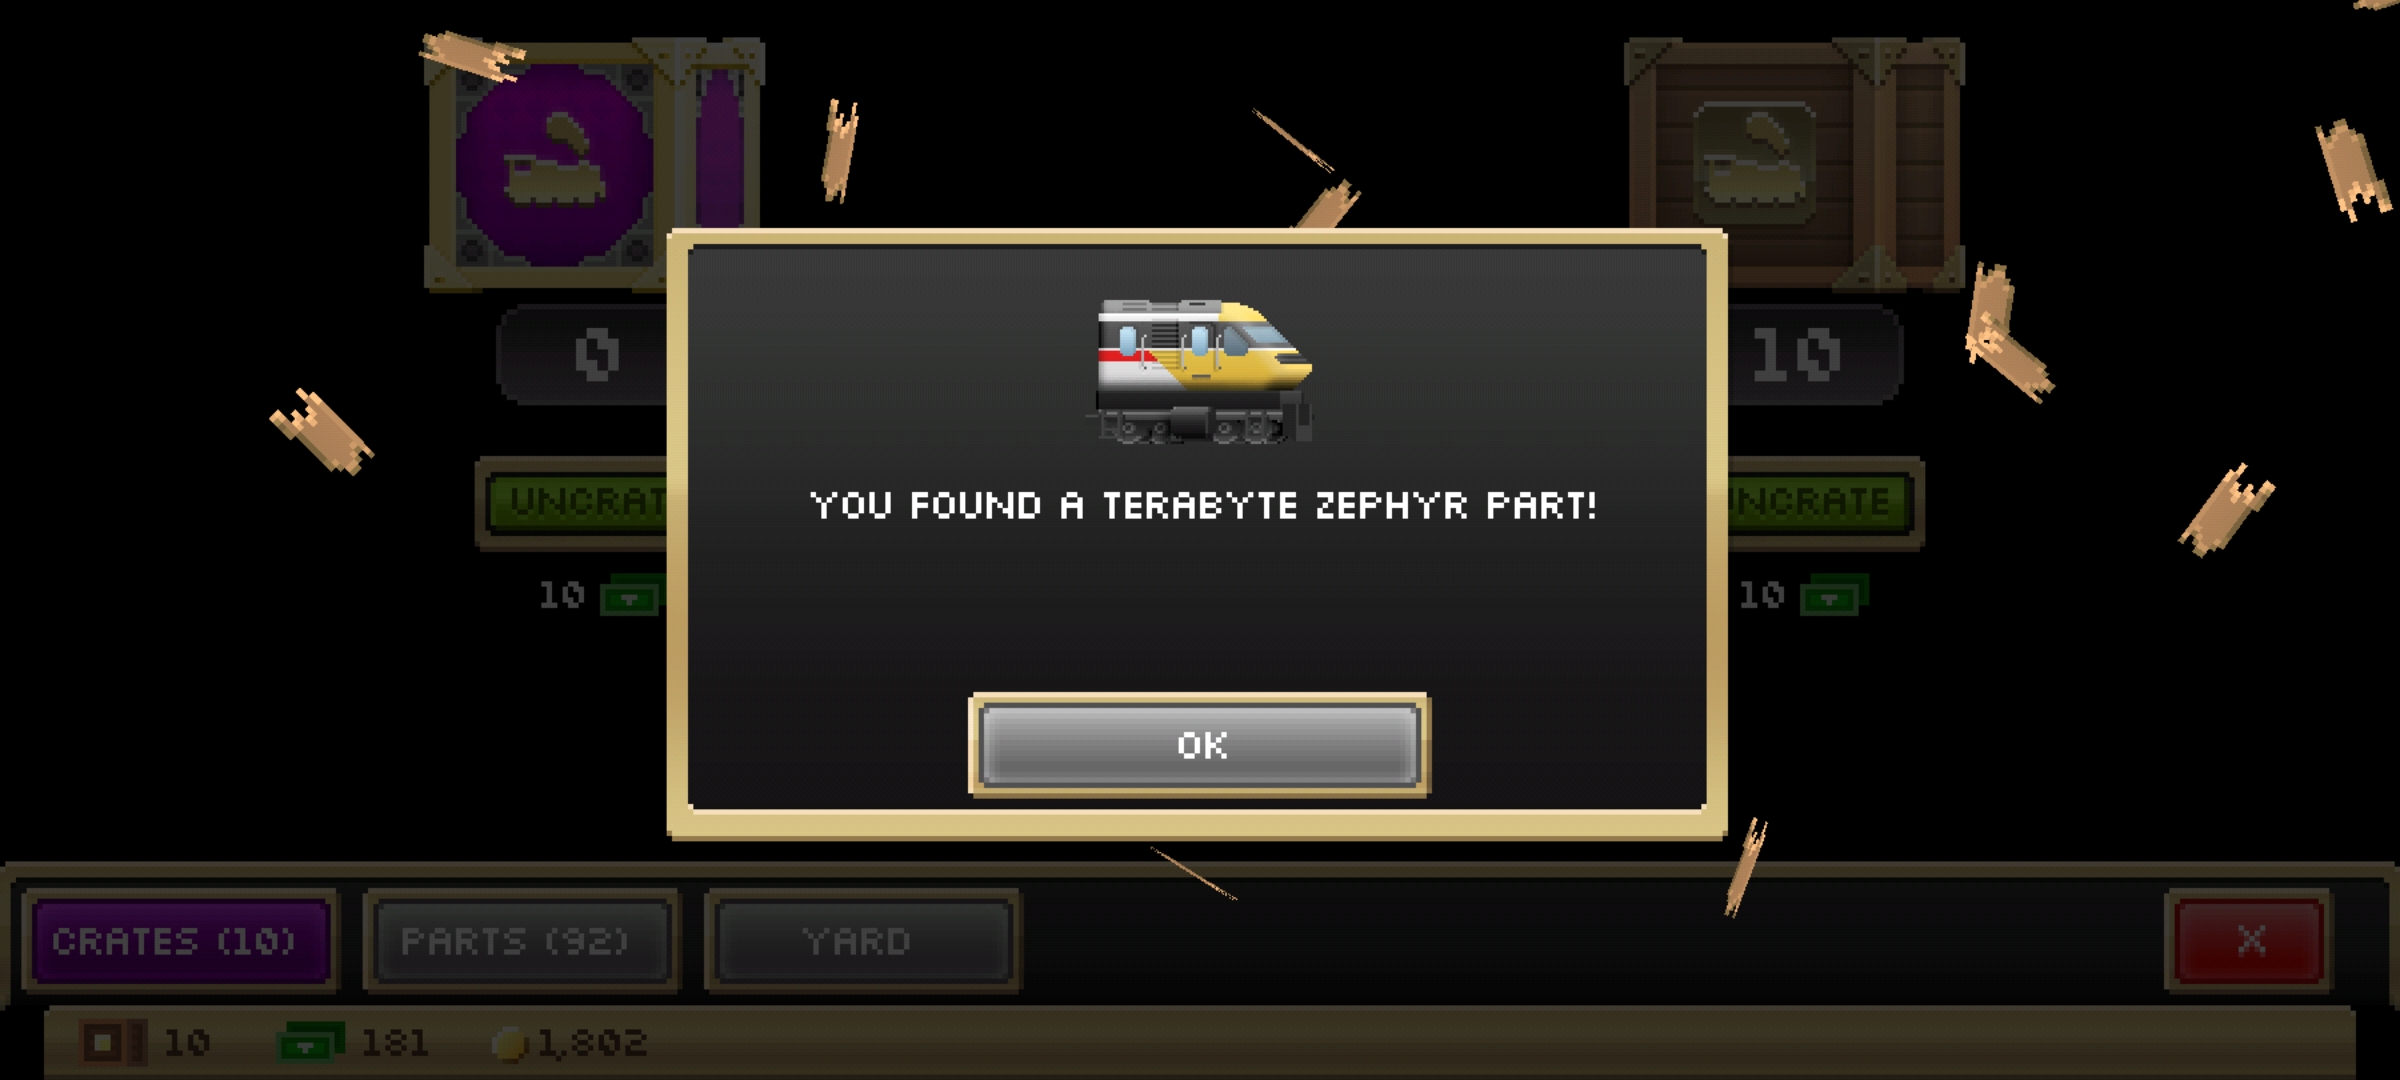 0
10
YOU FOUND A TERABYTE ZEPHYR PART!
UNCRAT
NCRATE
10
10
OK
CRATES (10)
PARTS (92)
YARD
X
10
181
1,802